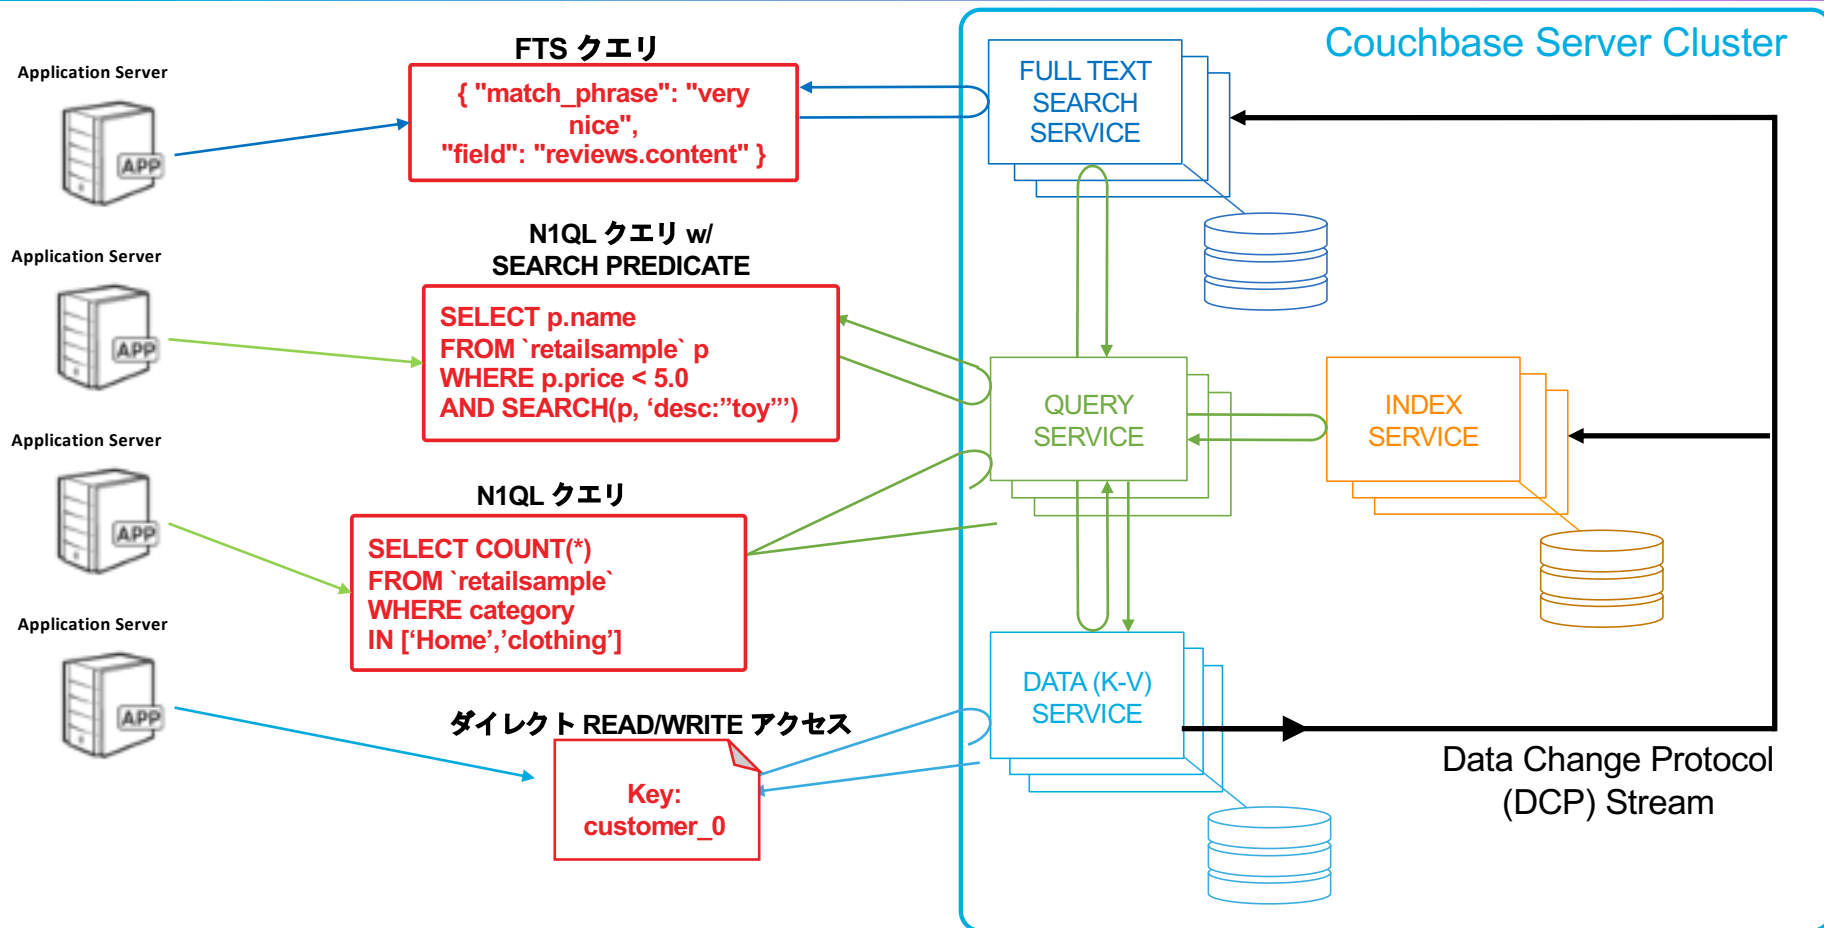 Couchbase Server Cluster
Application Server
FTS クエリ
{ "match_phrase": "very
nice",
"field": "reviews.content" }
FULL TEXT
SEARCH
SERVICE
APP
Application Server
N1QL クエリ w/
SEARCH PREDICATE
SELECT p.name
FROM `retailsample` p
WHERE p.price < 5.0
AND SEARCH(p, ‘desc:”toy”’)
APP
QUERY
SERVICE
INDEX
SERVICE
Application Server
N1QL クエリ
SELECT COUNT(*)
FROM `retailsample`
WHERE category
IN [‘Home’,’clothing’]
APP
Application Server
ダイレクト READ/WRITE アクセス
Key:
customer_0
APP
DATA (K-V)
SERVICE
Data Change Protocol
(DCP) Stream